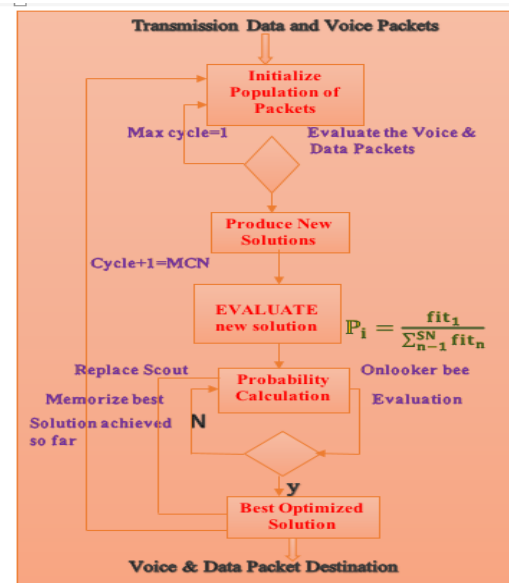 Transmission Data and Voice Packets
Initialize
Population of
Packets
Max cycle=1
Evaluate the Voice &
Data Packets
Produce New
Solutions
Cycle+1=MCN
EVALUATE
new solution
ℙᵢ = fit₁ / ∑ₙ₋₁^SN fitₙ
Replace Scout
Probability
Calculation
Onlooker bee
Evaluation
Memorize best
Solution achieved
so far
N
y
Best Optimized
Solution
Voice & Data Packet Destination